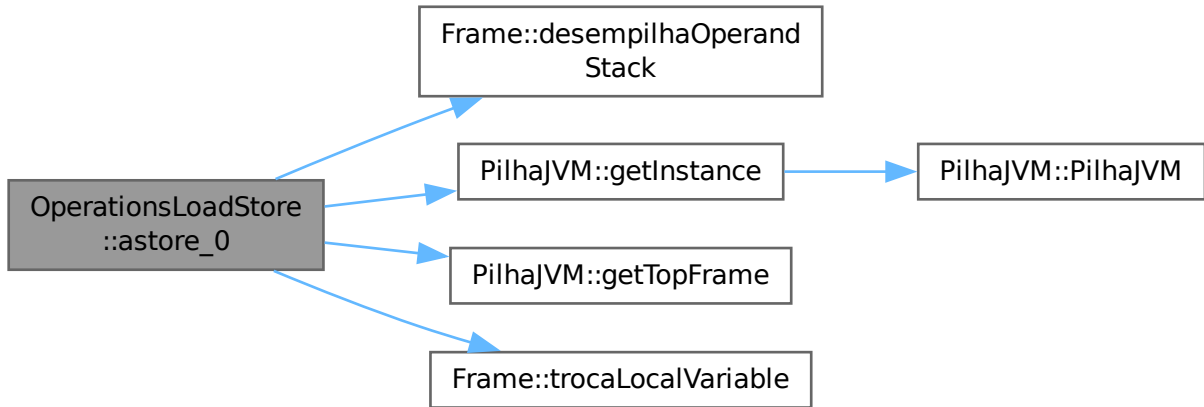 Frame::desempilhaOperand
Stack
PilhaJVM::getInstance
PilhaJVM::PilhaJVM
OperationsLoadStore
::astore_0
PilhaJVM::getTopFrame
Frame::trocaLocalVariable